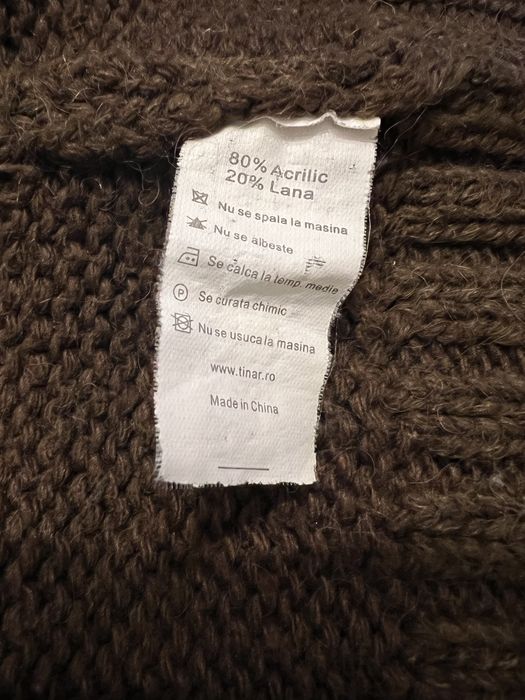 80% Acrilic
20% Lana
Nu se spala la masina
Nu se albeste
Se calca la temp. medie
P Se curata chimic
Nu se usuca la masina
www.tinar.ro
Made in China